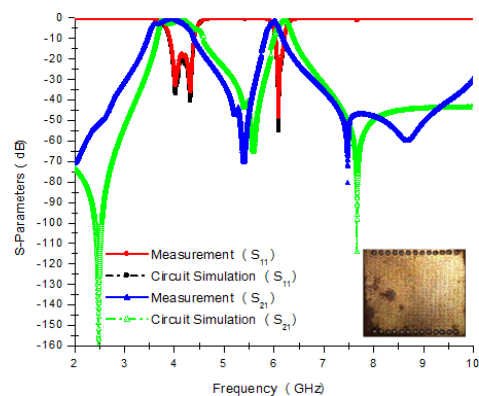 0
-10
-20
-30
-40
-50
-60
-70
-80
-90
-100
-110
-120
-130
-140
-150
-160
S-Parameters ( dB)
Measurement ( S11)
Circuit Simulation ( S11)
Measurement ( S21)
Circuit Simulation ( S21)
2 3 4 5 6 7 8 9 10
Frequency ( GHz)